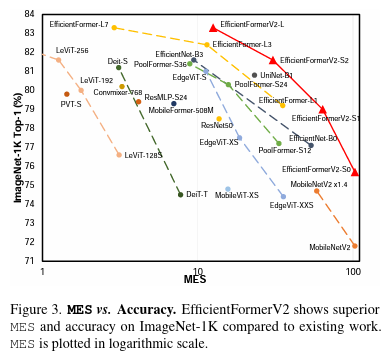 84
83
82
81
80
79
78
77
76
75
74
73
72
71
ImageNet-1K Top-1 (%)
EfficientFormer-L7
EfficientFormerV2-L
LeViT-256
EfficientFormer-L3
Deit-S
EfficientNet-B3
PoolFormer-S36
EfficientFormerV2-S2
LeViT-192
EdgeViT-S
UniNet-B1
Convmixer-768
PoolFormer-S24
PVT-S
ResMLP-S24
EfficientFormer-L1
MobileFormer-508M
ResNet50
EfficientFormerV2-S1
EdgeViT-XS
EfficientNet-B0
LeViT-128S
PoolFormer-S12
EfficientFormerV2-S0
DeiT-T
MobileViT-XS
MobileNetV2 x1.4
EdgeViT-XXS
MobileNetV2
1
10
100
MES
Figure 3. MES vs. Accuracy. EfficientFormerV2 shows superior
MES and accuracy on ImageNet-1K compared to existing work.
MES is plotted in logarithmic scale.